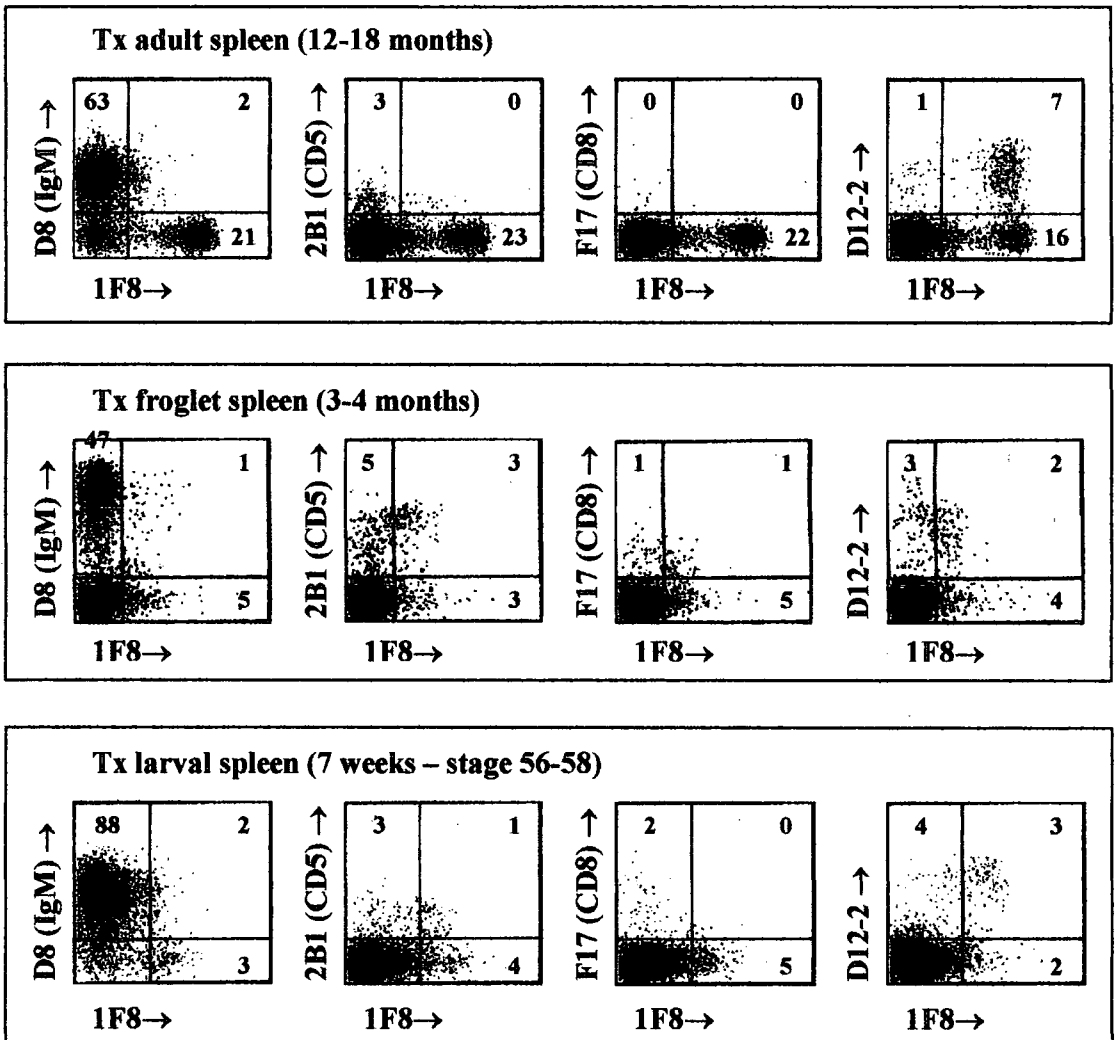 Tx adult spleen (12-18 months)
D8 (IgM) →
63 2
21
1F8→
2B1 (CD5) →
3 0
23
1F8→
F17 (CD8) →
0 0
22
1F8→
D12-2 →
1 7
16
1F8→
Tx froglet spleen (3-4 months)
D8 (IgM) →
47 1
5
1F8→
2B1 (CD5) →
5 3
3
1F8→
F17 (CD8) →
1 1
5
1F8→
D12-2 →
3 2
4
1F8→
Tx larval spleen (7 weeks – stage 56-58)
D8 (IgM) →
88 2
3
1F8→
2B1 (CD5) →
3 1
4
1F8→
F17 (CD8) →
2 0
5
1F8→
D12-2 →
4 3
2
1F8→